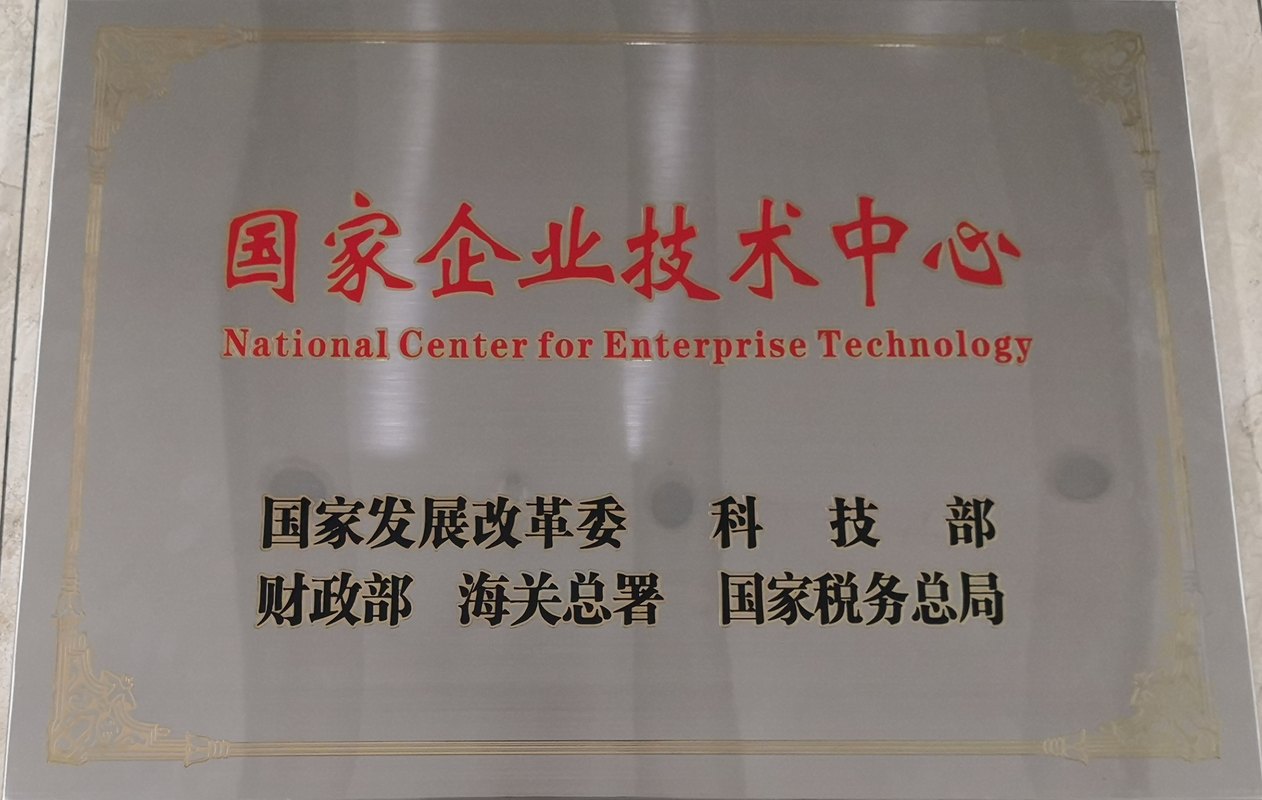 国家企业技术中心
National Center for Enterprise Technology
国家发展改革委 科技部
财政部 海关总署 国家税务总局